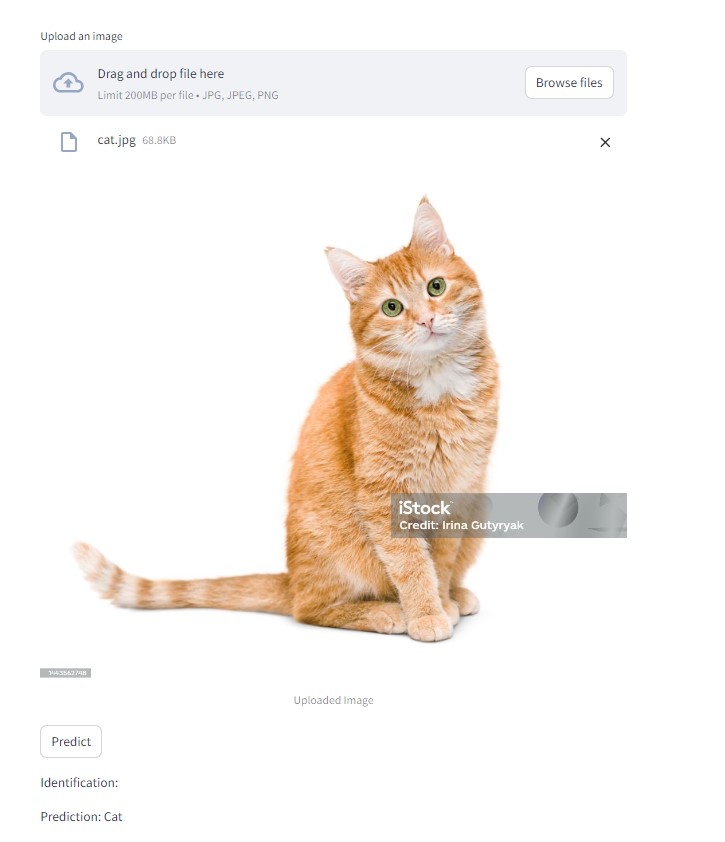 Upload an image
Drag and drop file here
Limit 200MB per file • JPG, JPEG, PNG
Browse files
cat.jpg 68.8KB
iStock
Credit: Irina Gutyryak
Uploaded Image
Predict
Identification:
Prediction: Cat